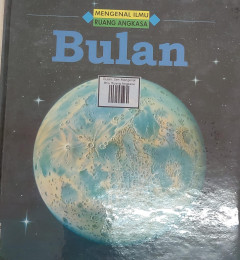 MENGENAL ILMU
RUANG ANGKASA
Bulan